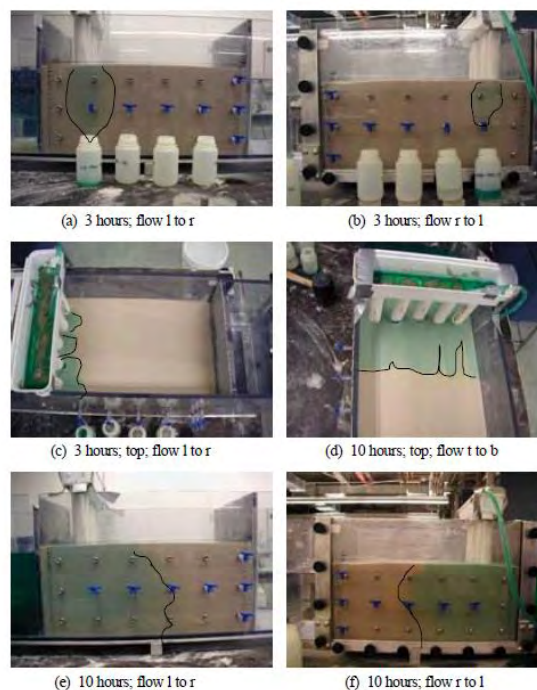 (a) 3 hours; flow l to r
(b) 3 hours; flow r to l
(c) 3 hours; top; flow l to r
(d) 10 hours; top; flow t to b
(e) 10 hours; flow l to r
(f) 10 hours; flow r to l